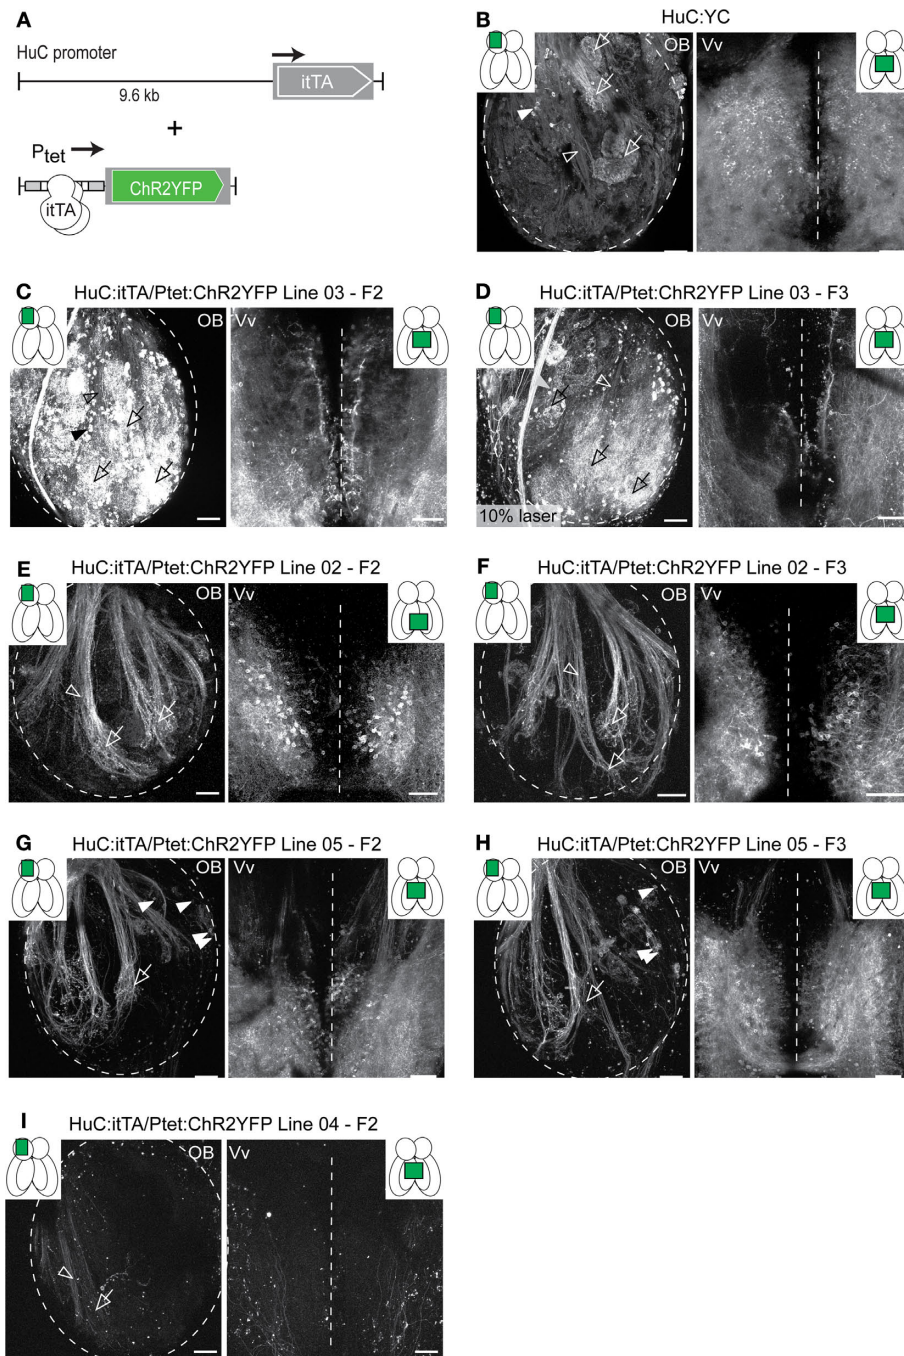 A
HuC promoter
itTA
9.6 kb
+
Ptet
itTA
ChR2YFP
B
HuC:YC
OB
Vv
C
HuC:itTA/Ptet:ChR2YFP Line 03 - F2
OB
Vv
D
HuC:itTA/Ptet:ChR2YFP Line 03 - F3
OB
Vv
10% laser
E
HuC:itTA/Ptet:ChR2YFP Line 02 - F2
OB
Vv
F
HuC:itTA/Ptet:ChR2YFP Line 02 - F3
OB
Vv
G
HuC:itTA/Ptet:ChR2YFP Line 05 - F2
OB
Vv
H
HuC:itTA/Ptet:ChR2YFP Line 05 - F3
OB
Vv
I
HuC:itTA/Ptet:ChR2YFP Line 04 - F2
OB
Vv